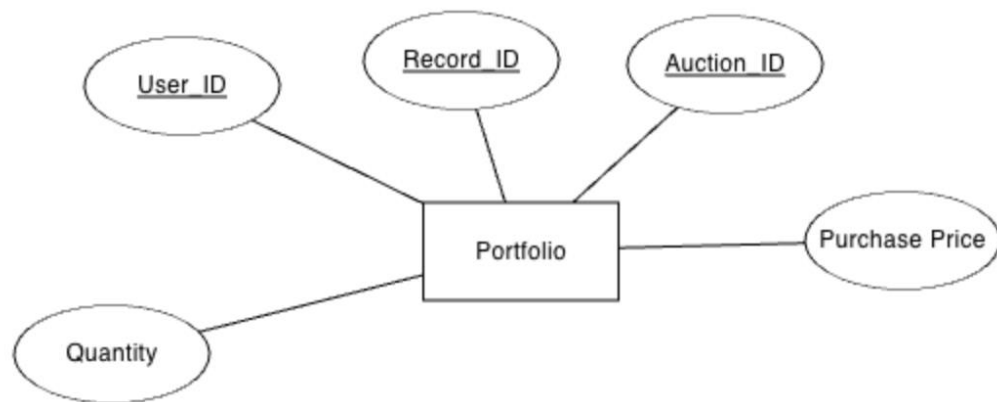 User_ID
Record_ID
Auction_ID
Portfolio
Purchase Price
Quantity